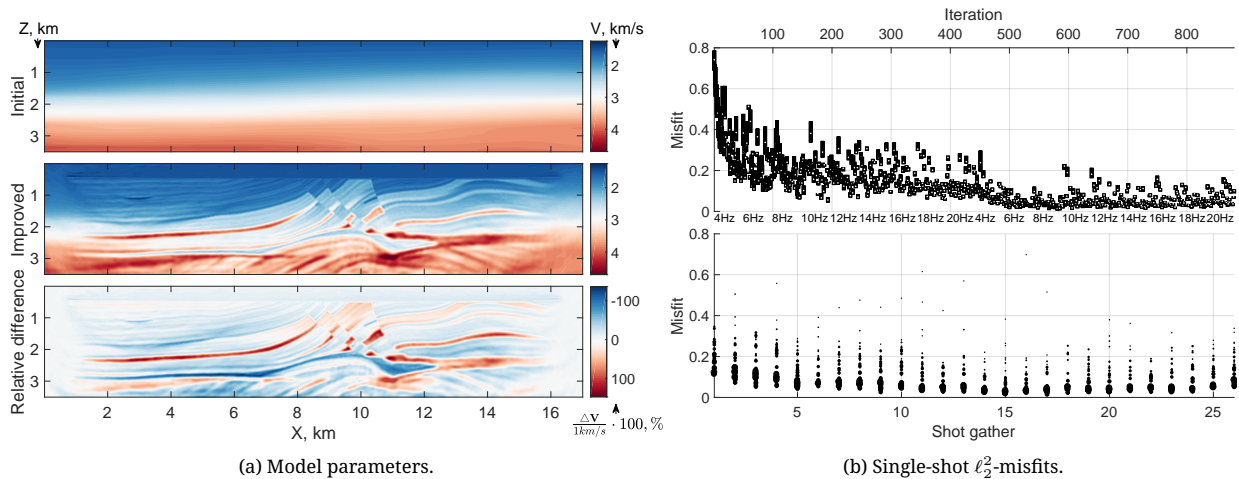 Z, km
V, km/s
Initial
1
2
3
2
3
4
Improved
1
2
3
2
3
4
Relative difference
1
2
3
-100
0
100
2
4
6
8
10
12
14
16
X, km
△V/1km/s · 100, %
(a) Model parameters.
Iteration
100 200 300 400 500 600 700 800
Misfit
0.8
0.6
0.4
0.2
0
4Hz 6Hz 8Hz 10Hz 12Hz 14Hz 16Hz 18Hz 20Hz 4Hz 6Hz 8Hz 10Hz 12Hz 14Hz 16Hz 18Hz 20Hz
Misfit
0.8
0.6
0.4
0.2
0
5 10 15 20 25
Shot gather
(b) Single-shot ℓ₂²-misfits.